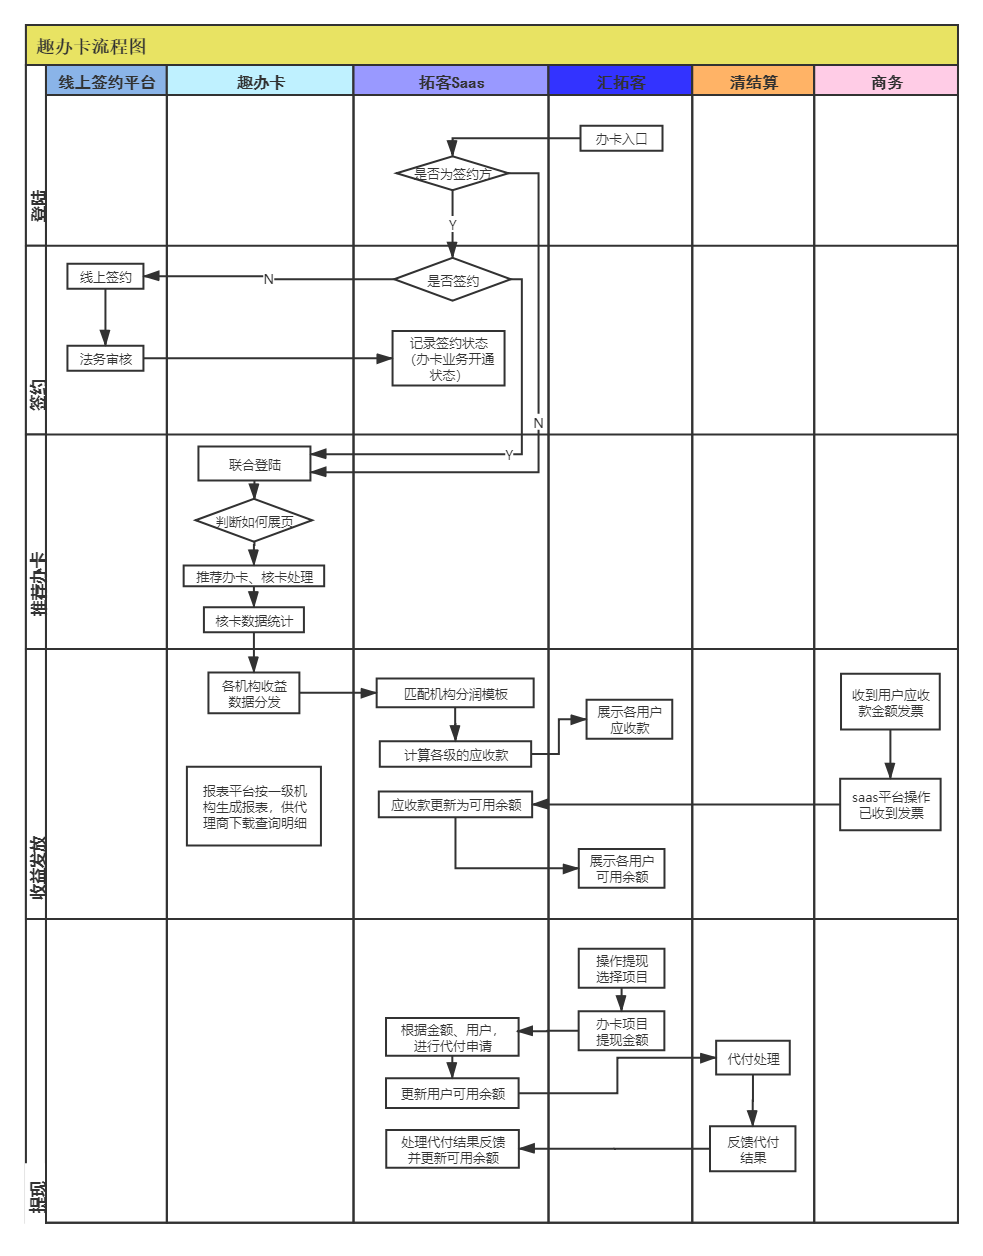 趣办卡流程图
线上签约平台
趣办卡
拓客Saas
汇拓客
清结算
商务
登陆
办卡入口
是否为签约方
Y
签约
线上签约
N
是否签约
法务审核
记录签约状态
（办卡业务开通
状态）
N
推荐办卡
联合登陆
Y
判断如何展页
推荐办卡、核卡处理
核卡数据统计
收益发放
各机构收益
数据分发
匹配机构分润模板
展示各用户
应收款
收到用户应收
款金额发票
计算各级的应收款
报表平台按一级机
构生成报表，供代
理商下载查询明细
应收款更新为可用余额
saas平台操作
已收到发票
展示各用户
可用余额
提现
操作提现
选择项目
根据金额、用户，
进行代付申请
办卡项目
提现金额
代付处理
更新用户可用余额
处理代付结果反馈
并更新可用余额
反馈代付
结果